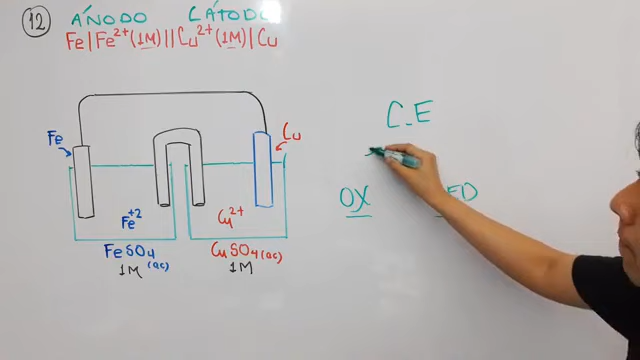 12
ÁNODO CÁTODO
Fe|Fe²⁺(1M)||Cu²⁺(1M)|Cu
Fe
Cu
C.E
OX ED
Fe⁺²
Cu²⁺
FeSO₄(ac)
1M
CuSO₄(ac)
1M